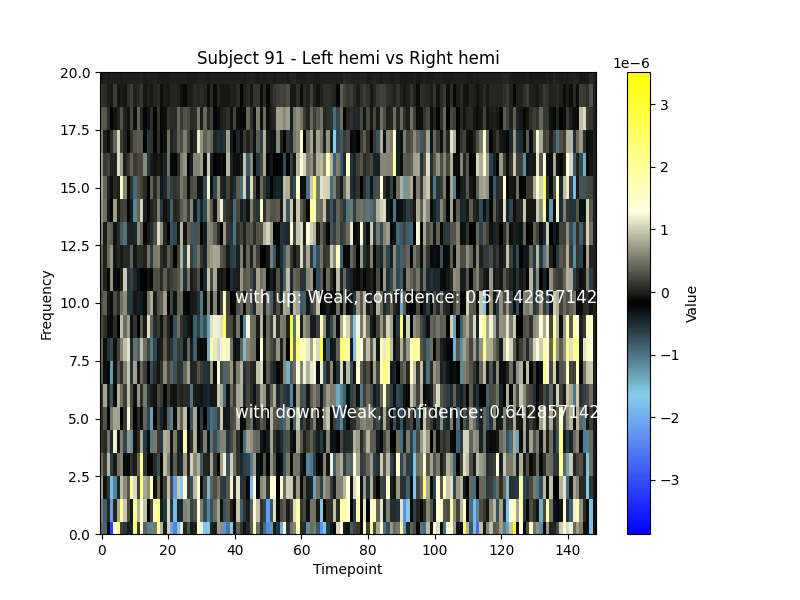 Subject 91 - Left hemi vs Right hemi
1e−6
20.0
17.5
15.0
12.5
10.0
7.5
5.0
2.5
0.0
Frequency
with up: Weak, confidence: 0.57142857142
with down: Weak, confidence: 0.642857142
0 20 40 60 80 100 120 140
Timepoint
3
2
1
0
−1
−2
−3
Value